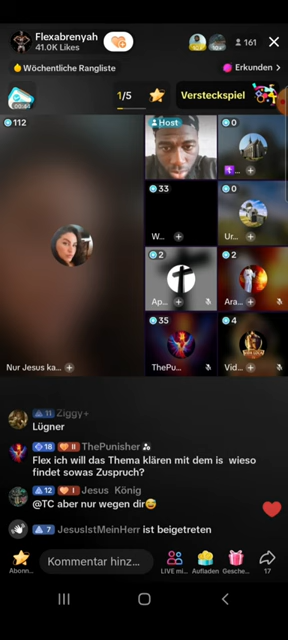 Flexabrenyah
41.0K Likes
161
Wöchentliche Rangliste
Erkunden >
00:44
1/5
Versteckspiel
112
Host
0
33
W...
0
Ur...
2
Ap...
2
Ara...
35
ThePu...
4
Vid...
Nur Jesus ka...
11 Ziggy+
Lügner
18 II ThePunisher
Flex ich will das Thema klären mit dem is wieso
findet sowas Zuspruch?
12 I Jesus König
@TC aber nur wegen dir😅
7 JesusIstMeinHerr ist beigetreten
Kommentar hinz...
Abonn...
LIVE mi...
Aufladen
Gesche...
17